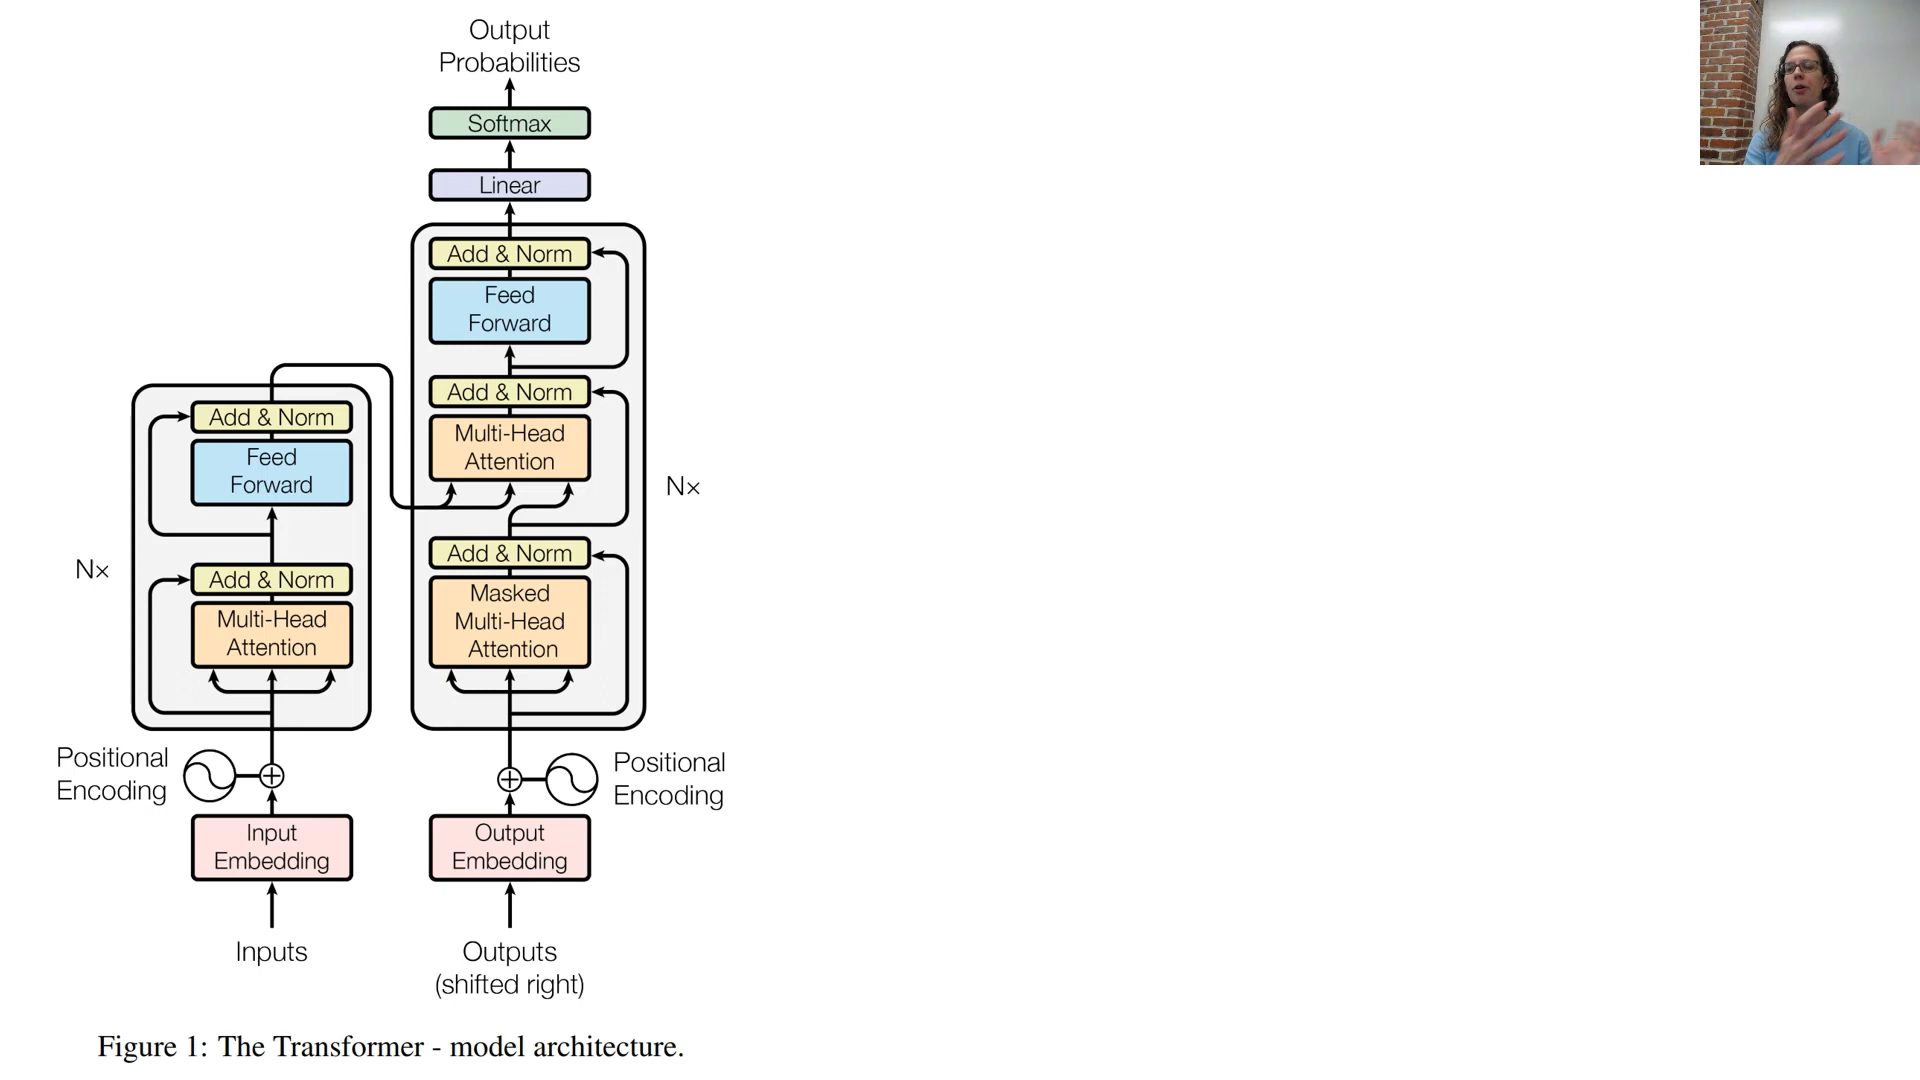 Output
Probabilities
Softmax
Linear
Add & Norm
Feed
Forward
Add & Norm
Multi-Head
Attention
N×
Add & Norm
Masked
Multi-Head
Attention
Add & Norm
Feed
Forward
N×
Add & Norm
Multi-Head
Attention
Positional
Encoding
Positional
Encoding
Input
Embedding
Output
Embedding
Inputs
Outputs
(shifted right)
Figure 1: The Transformer - model architecture.